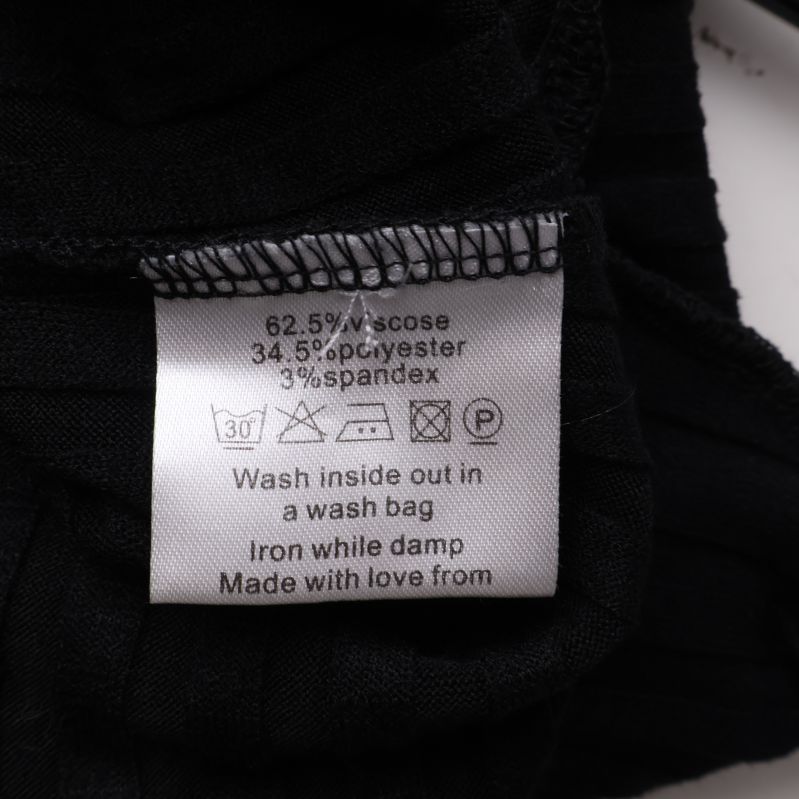 62.5%viscose
34.5%polyester
3%spandex
30° P
Wash inside out in
a wash bag
Iron while damp
Made with love from